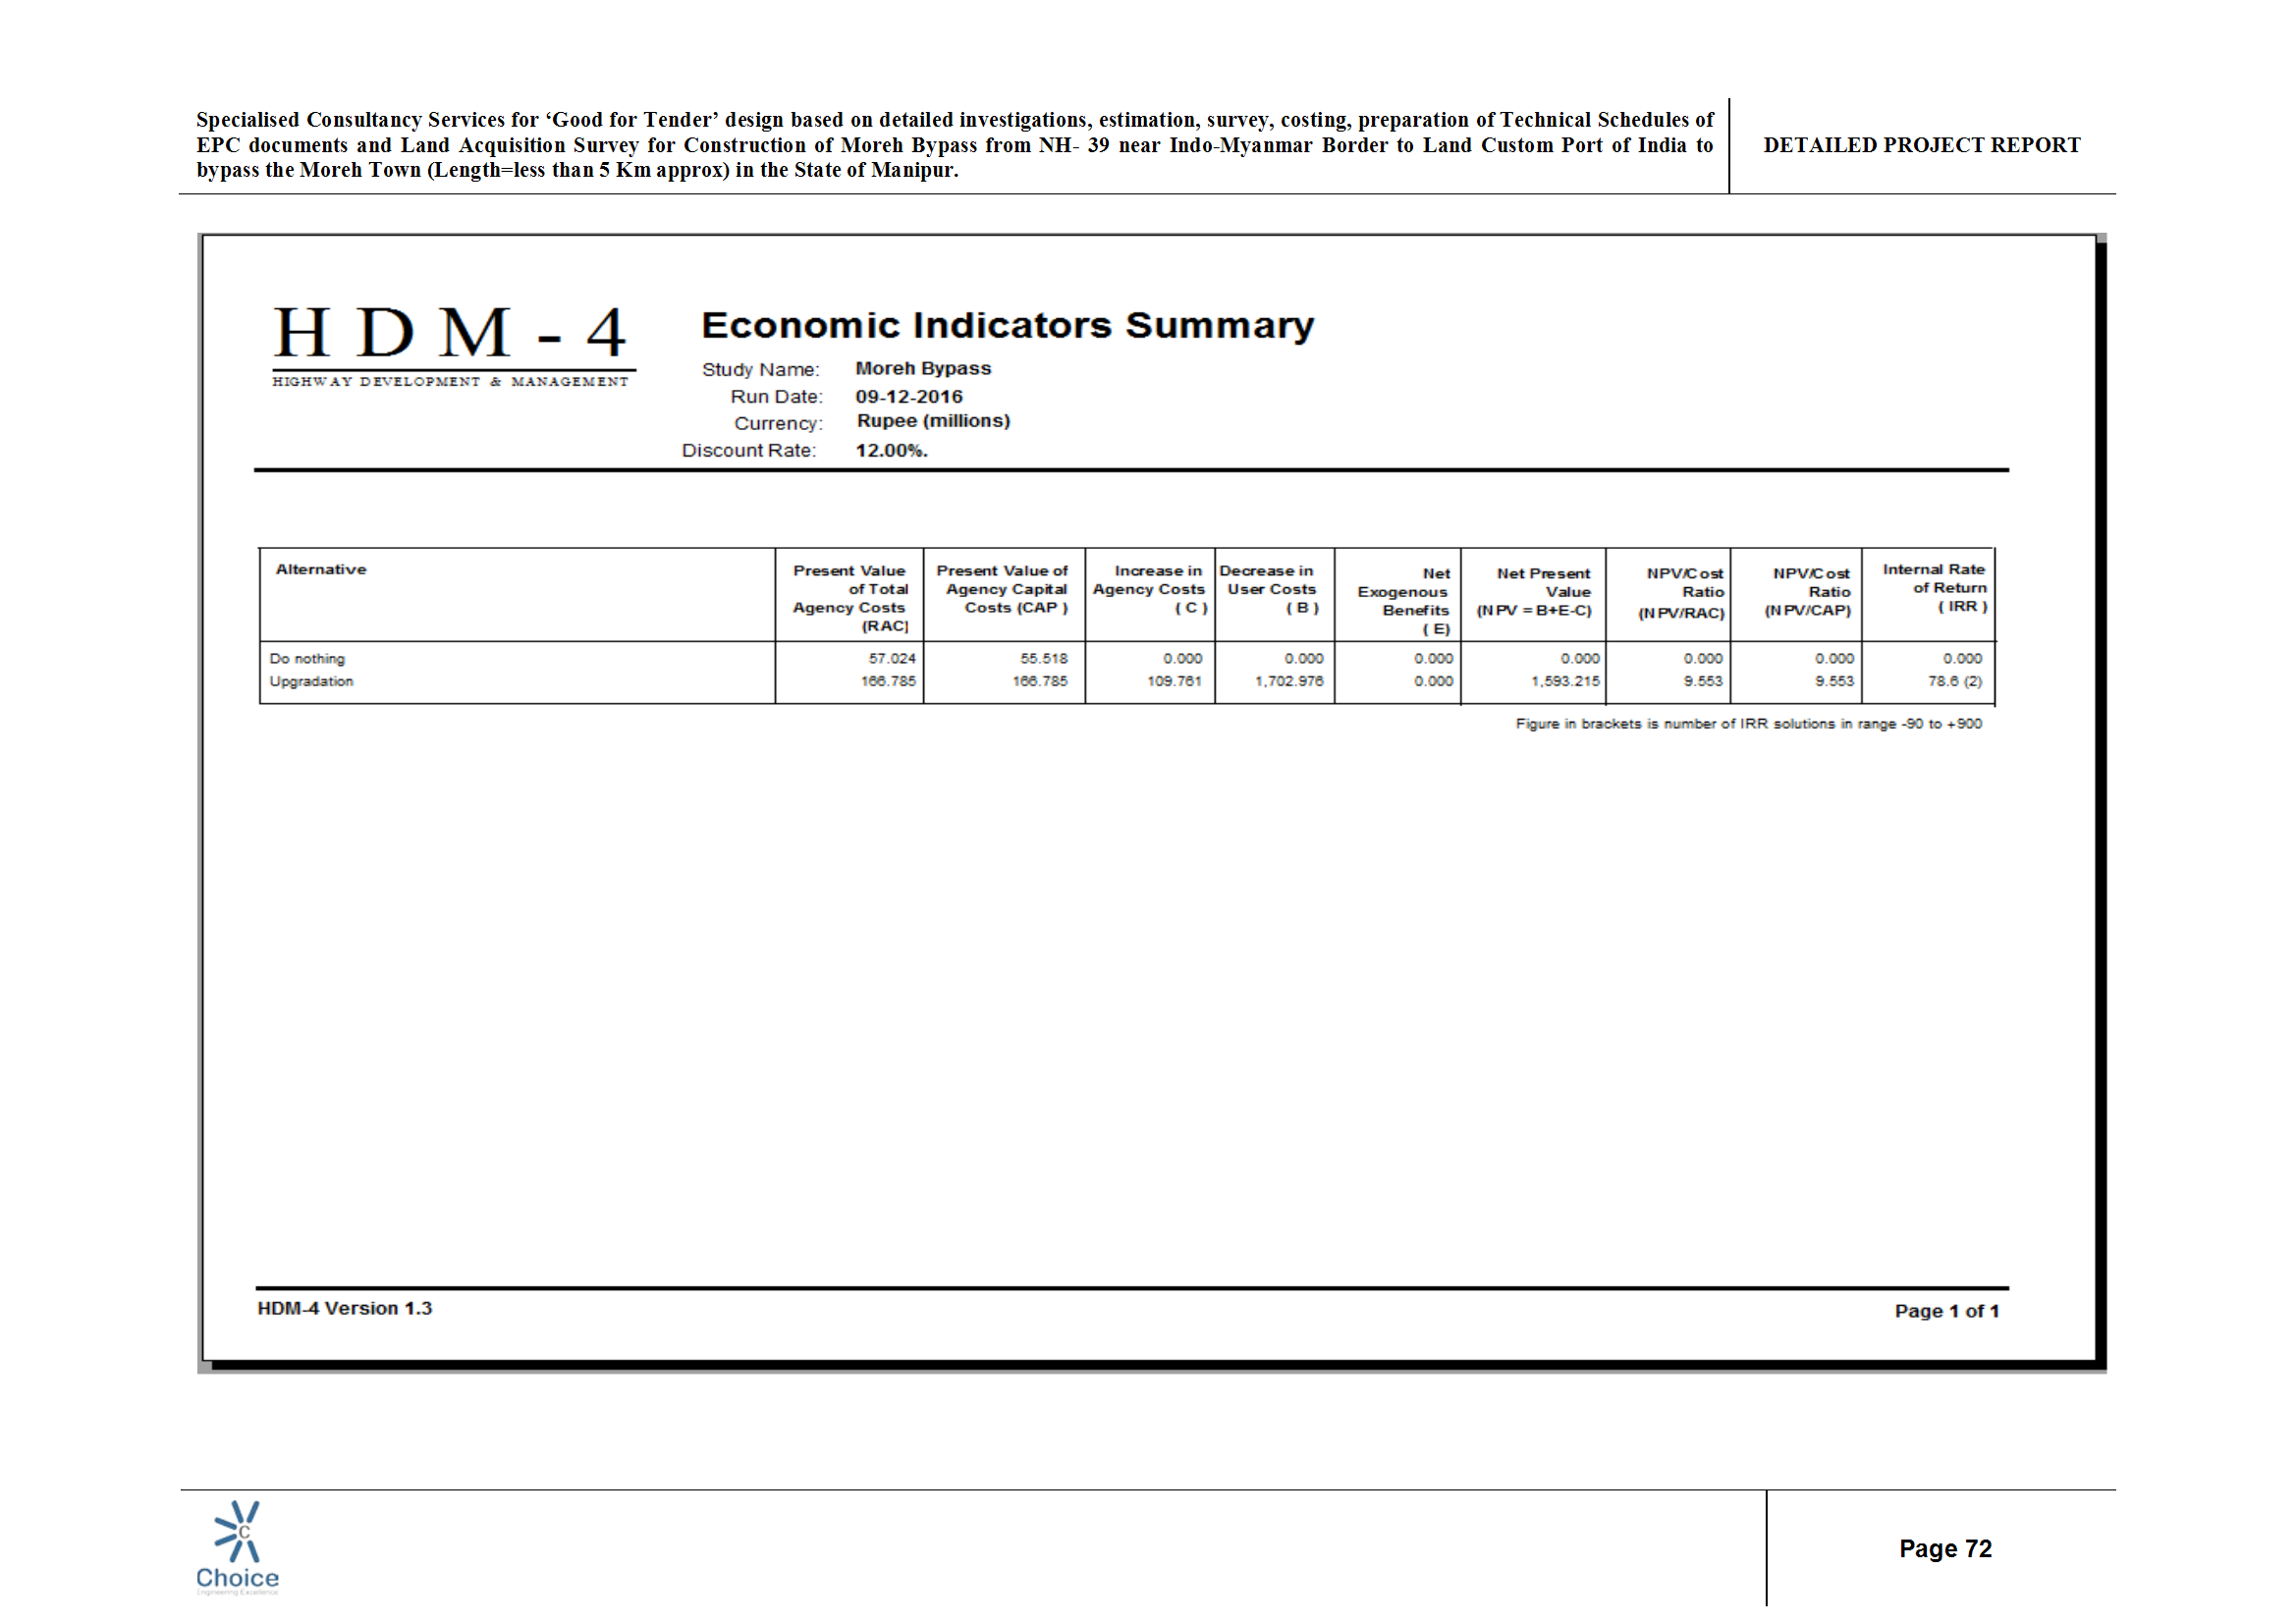 Specialised Consultancy Services for ‘Good for Tender’ design based on detailed investigations, estimation, survey, costing, preparation of Technical Schedules of
EPC documents and Land Acquisition Survey for Construction of Moreh Bypass from NH- 39 near Indo-Myanmar Border to Land Custom Port of India to
bypass the Moreh Town (Length=less than 5 Km approx) in the State of Manipur.
DETAILED PROJECT REPORT
HDM-4
HIGHWAY DEVELOPMENT & MANAGEMENT
Economic Indicators Summary
Study Name: Moreh Bypass
Run Date: 09-12-2016
Currency: Rupee (millions)
Discount Rate: 12.00%.
Alternative
Present Value
of Total
Agency Costs
(RAC)
Present Value of
Agency Capital
Costs (CAP )
Increase in
Agency Costs
( C )
Decrease in
User Costs
( B )
Net
Exogenous
Benefits
( E)
Net Present
Value
(NPV = B+E-C)
NPV/Cost
Ratio
(NPV/RAC)
NPV/Cost
Ratio
(NPV/CAP)
Internal Rate
of Return
( IRR )
Do nothing 57.024 55.518 0.000 0.000 0.000 0.000 0.000 0.000 0.000
Upgradation 166.785 166.785 109.761 1,702.976 0.000 1,593.215 9.553 9.553 78.6 (2)
Figure in brackets is number of IRR solutions in range -90 to +900
HDM-4 Version 1.3
Page 1 of 1
C
Choice
Engineering Excellence
Page 72